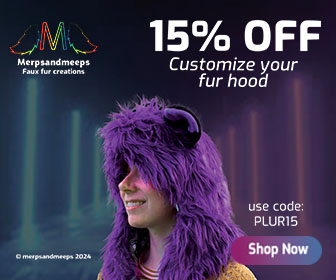 M
Merpsandmeeps
Faux fur creations
15% OFF
Customize your
fur hood
use code:
PLUR15
Shop Now
© merpsandmeeps 2024